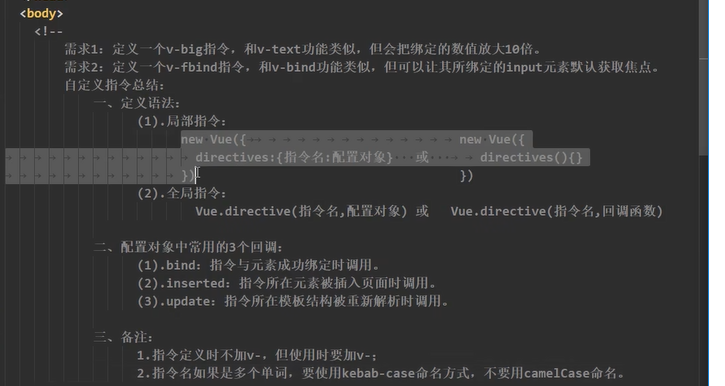 <body>
<!--
需求1：定义一个v-big指令，和v-text功能类似，但会把绑定的数值放大10倍。
需求2：定义一个v-fbind指令，和v-bind功能类似，但可以让其所绑定的input元素默认获取焦点。
自定义指令总结：
一、定义语法：
(1).局部指令：
new Vue({ new Vue({
directives:{指令名:配置对象} 或 directives(){}
}) })
(2).全局指令：
Vue.directive(指令名,配置对象) 或 Vue.directive(指令名,回调函数)
二、配置对象中常用的3个回调：
(1).bind：指令与元素成功绑定时调用。
(2).inserted：指令所在元素被插入页面时调用。
(3).update：指令所在模板结构被重新解析时调用。
三、备注：
1.指令定义时不加v-，但使用时要加v-；
2.指令名如果是多个单词，要使用kebab-case命名方式，不要用camelCase命名。